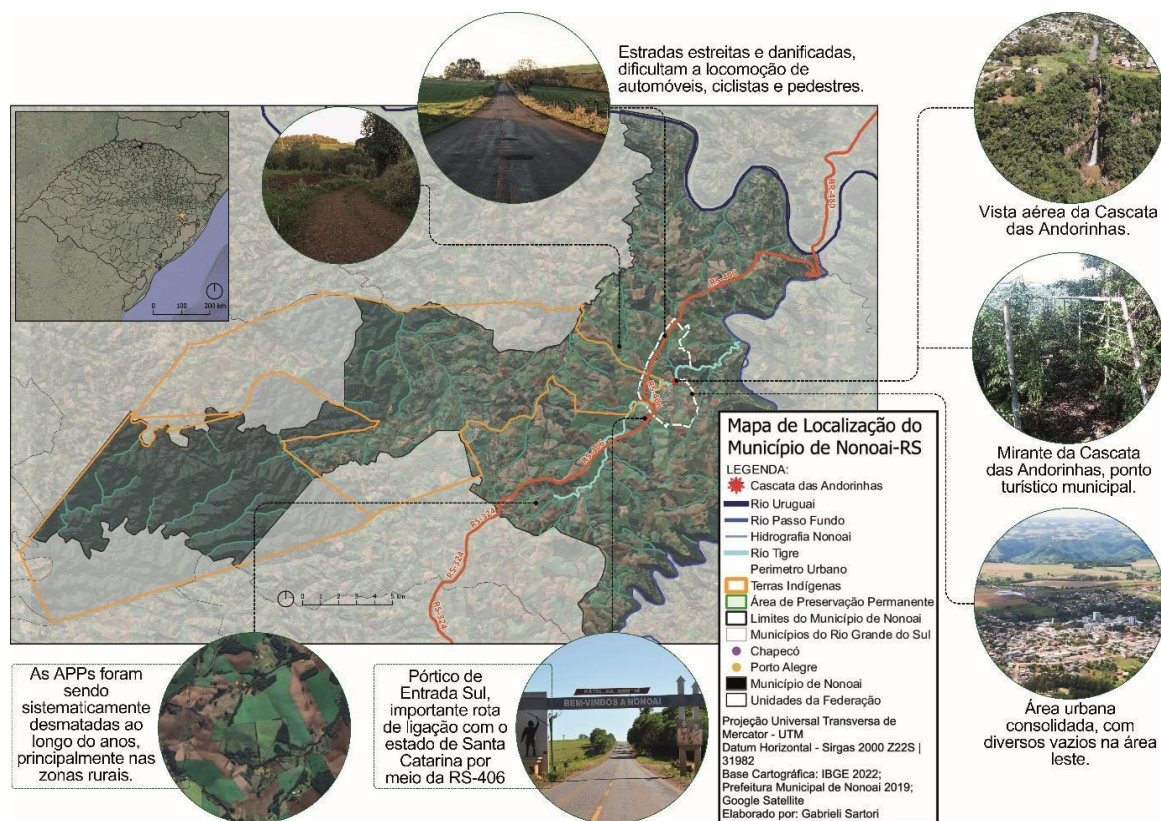 Estradas estreitas e danificadas,
dificultam a locomoção de
automóveis, ciclistas e pedestres.
Vista aérea da Cascata
das Andorinhas.
Mirante da Cascata
das Andorinhas, ponto
turístico municipal.
Área urbana
consolidada, com
diversos vazios na área
leste.
0 100 200 km
BR-480
RS-406
RS-406
RS-324
RS-324
RS-324
0 1 2 3 4 5 km
Mapa de Localização do
Município de Nonoai-RS
LEGENDA:
Cascata das Andorinhas
Rio Uruguai
Rio Passo Fundo
Hidrografia Nonoai
Rio Tigre
Perimetro Urbano
Terras Indígenas
Área de Preservação Permanente
Limites do Município de Nonoai
Municípios do Rio Grande do Sul
Chapecó
Porto Alegre
Município de Nonoai
Unidades da Federação
Projeção Universal Transversa de
Mercator - UTM
Datum Horizontal - Sirgas 2000 Z22S |
31982
Base Cartográfica: IBGE 2022;
Prefeitura Municipal de Nonoai 2019;
Google Satellite
Elaborado por: Gabrieli Sartori
As APPs foram
sendo
sistematicamente
desmatadas ao
longo do anos,
principalmente nas
zonas rurais.
Pórtico de
Entrada Sul,
importante rota
de ligação com o
estado de Santa
Catarina por
meio da RS-406
BEM-VINDOS A NONOAI